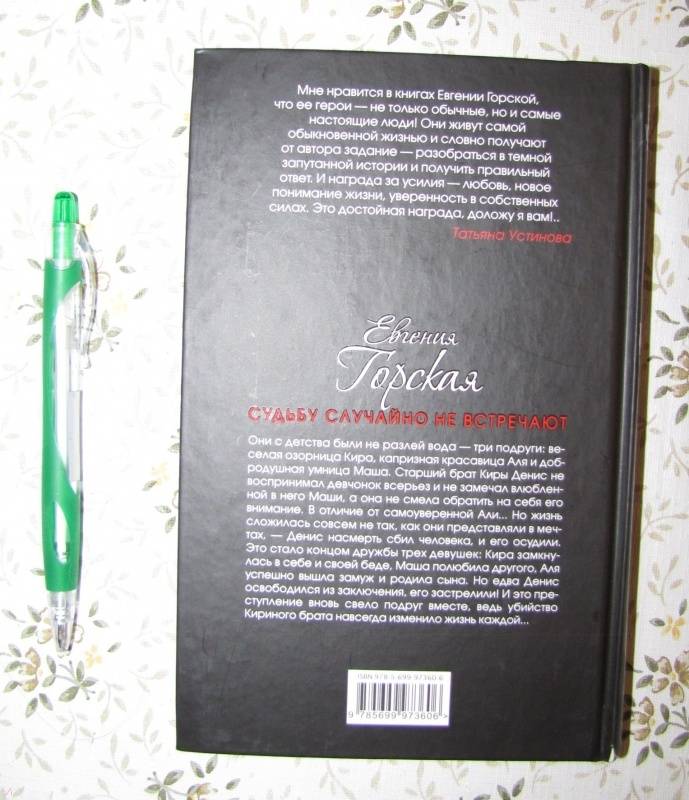 Мне нравится в книгах Евгении Горской,
что ее герои — не только обычные, но и самые
настоящие люди! Они живут самой
обыкновенной жизнью и словно получают
от автора задание — разобраться в темной
запутанной истории и получить правильный
ответ. И награда за усилия — любовь, новое
понимание жизни, уверенность в собственных
силах. Это достойная награда, доложу я вам!..
Татьяна Устинова
Евгения
Горская
СУДЬБУ СЛУЧАЙНО НЕ ВСТРЕЧАЮТ
Они с детства были не разлей вода — три подруги: ве-
селая озорница Кира, капризная красавица Аля и доб-
родушная умница Маша. Старший брат Киры Денис не
воспринимал девчонок всерьез и не замечал влюблен-
ной в него Маши, а она не смела обратить на себя его
внимание. В отличие от самоуверенной Али... Но жизнь
сложилась совсем не так, как они представляли в меч-
тах, — Денис насмерть сбил человека, и его осудили.
Это стало концом дружбы трех девушек: Кира замкну-
лась в себе и своей беде, Маша полюбила другого, Аля
успешно вышла замуж и родила сына. Но едва Денис
освободился из заключения, его застрелили! И это пре-
ступление вновь свело подруг вместе, ведь убийство
Кириного брата навсегда изменило жизнь каждой...
ISBN 978-5-699-97360-6
9 785699 973606